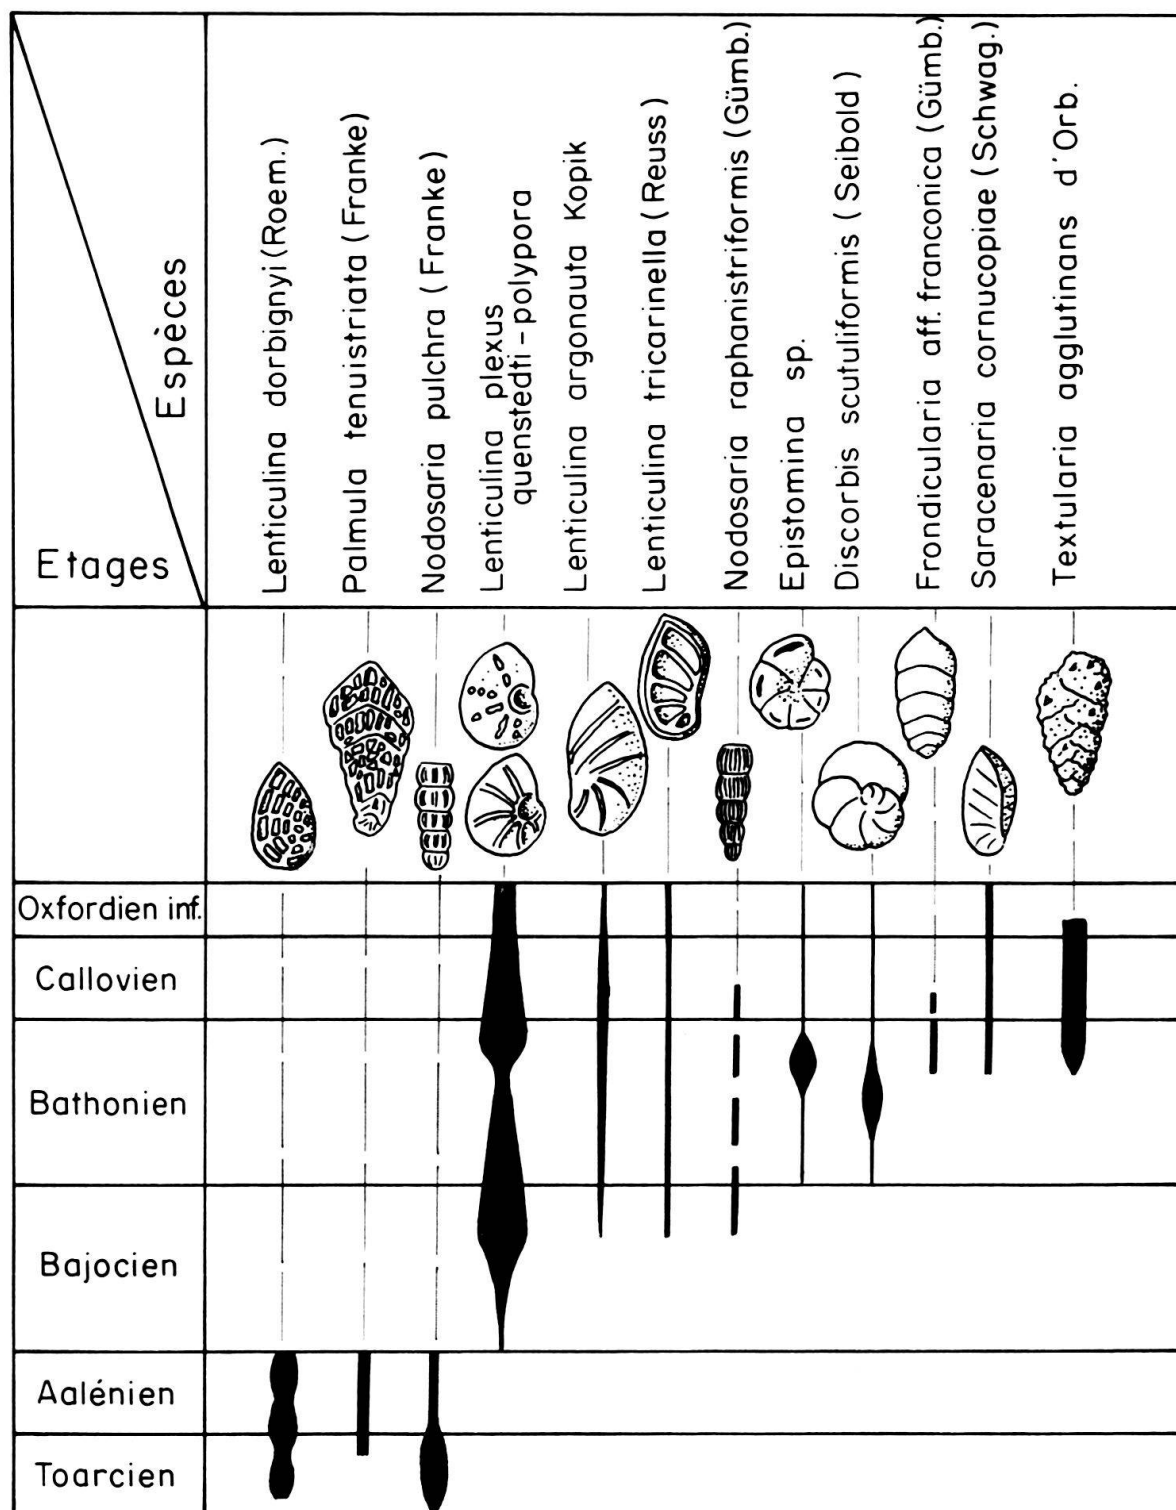 Espèces
Etages
Lenticulina dorbignyi (Roem.)
Palmula tenuistriata (Franke)
Nodosaria pulchra (Franke)
Lenticulina plexus
quenstedti - polypora
Lenticulina argonauta Kopik
Lenticulina tricarinella (Reuss)
Nodosaria raphanistriformis (Gümb.)
Epistomina sp.
Discorbis scutuliformis (Seibold)
Frondicularia aff. franconica (Gümb.)
Saracenaria cornucopiae (Schwag.)
Textularia agglutinans d'Orb.
Oxfordien inf.
Callovien
Bathonien
Bajocien
Aalénien
Toarcien